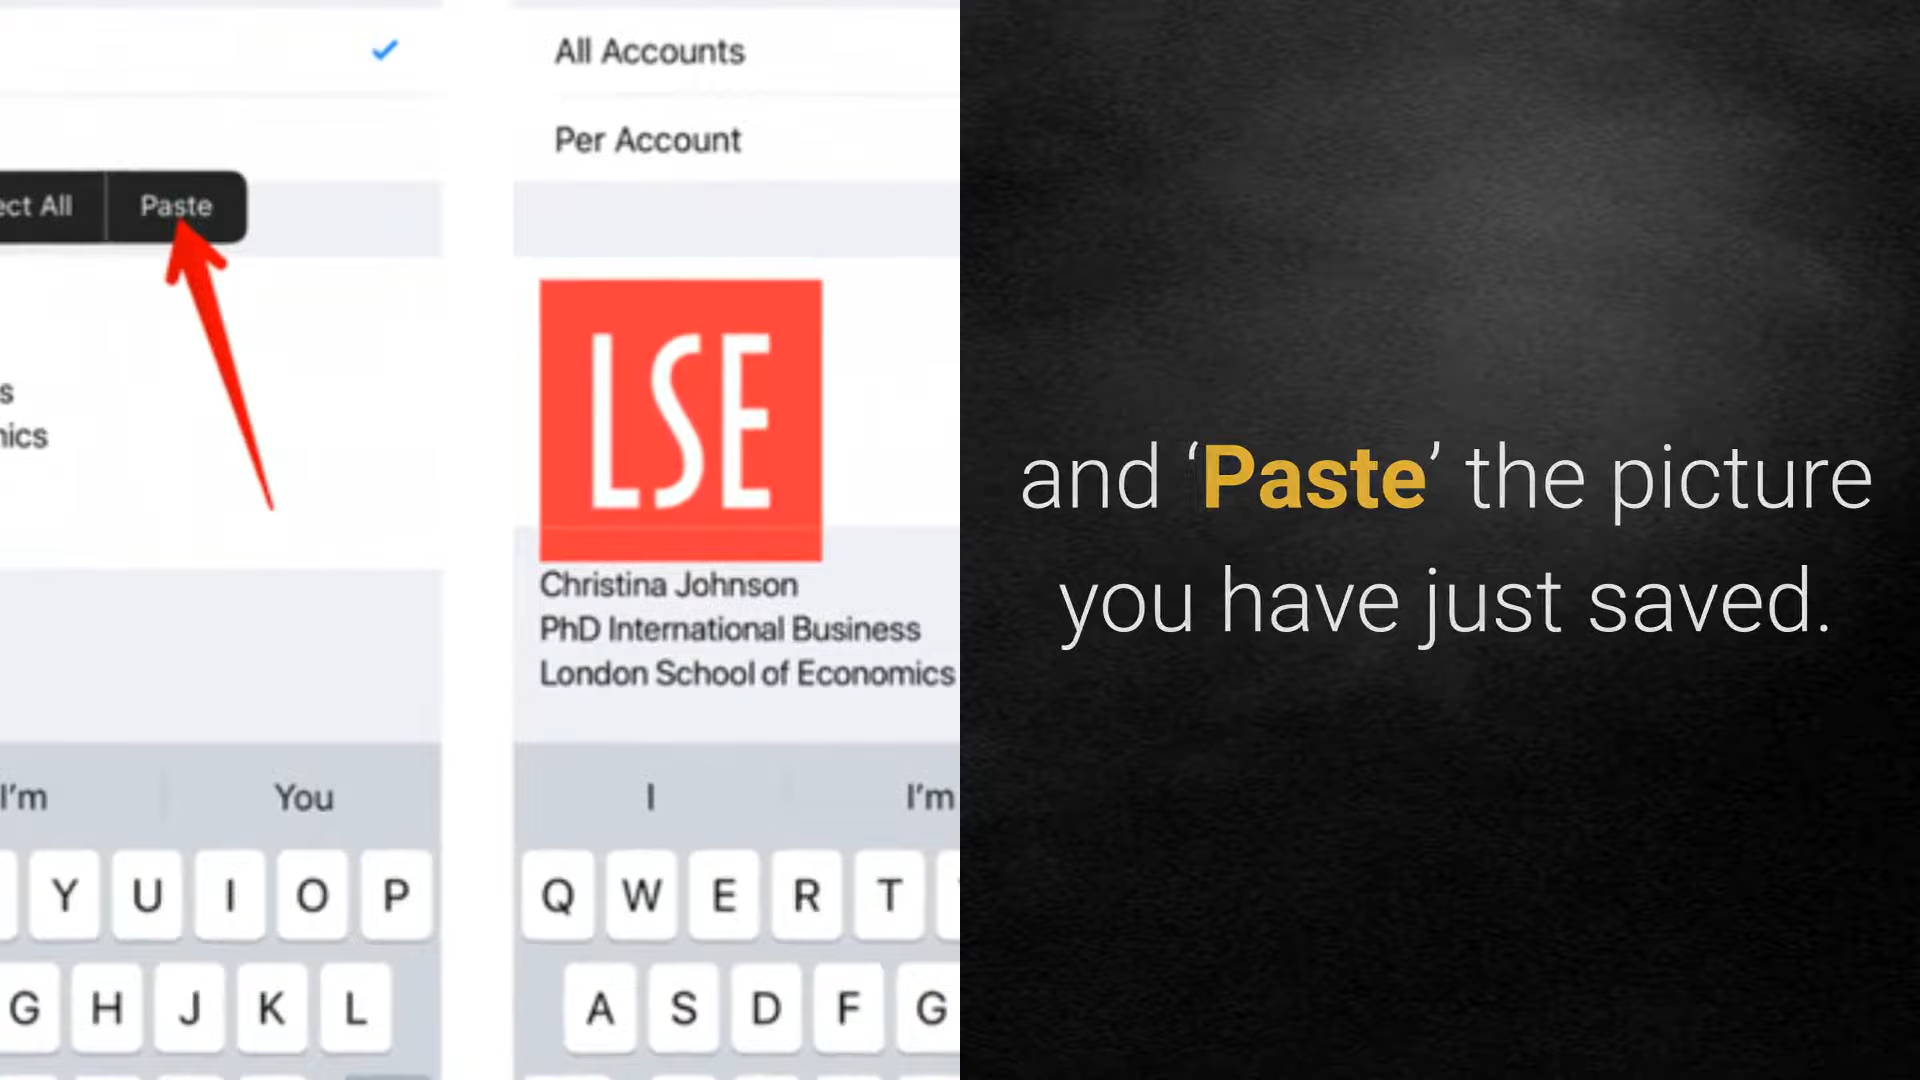 All Accounts
Per Account
ect All
Paste
s
nics
LSE
Christina Johnson
PhD International Business
London School of Economics
I'm
You
I
I'm
Y U I O P
G H J K L
Q W E R T
A S D F G
and ‘Paste’ the picture
you have just saved.